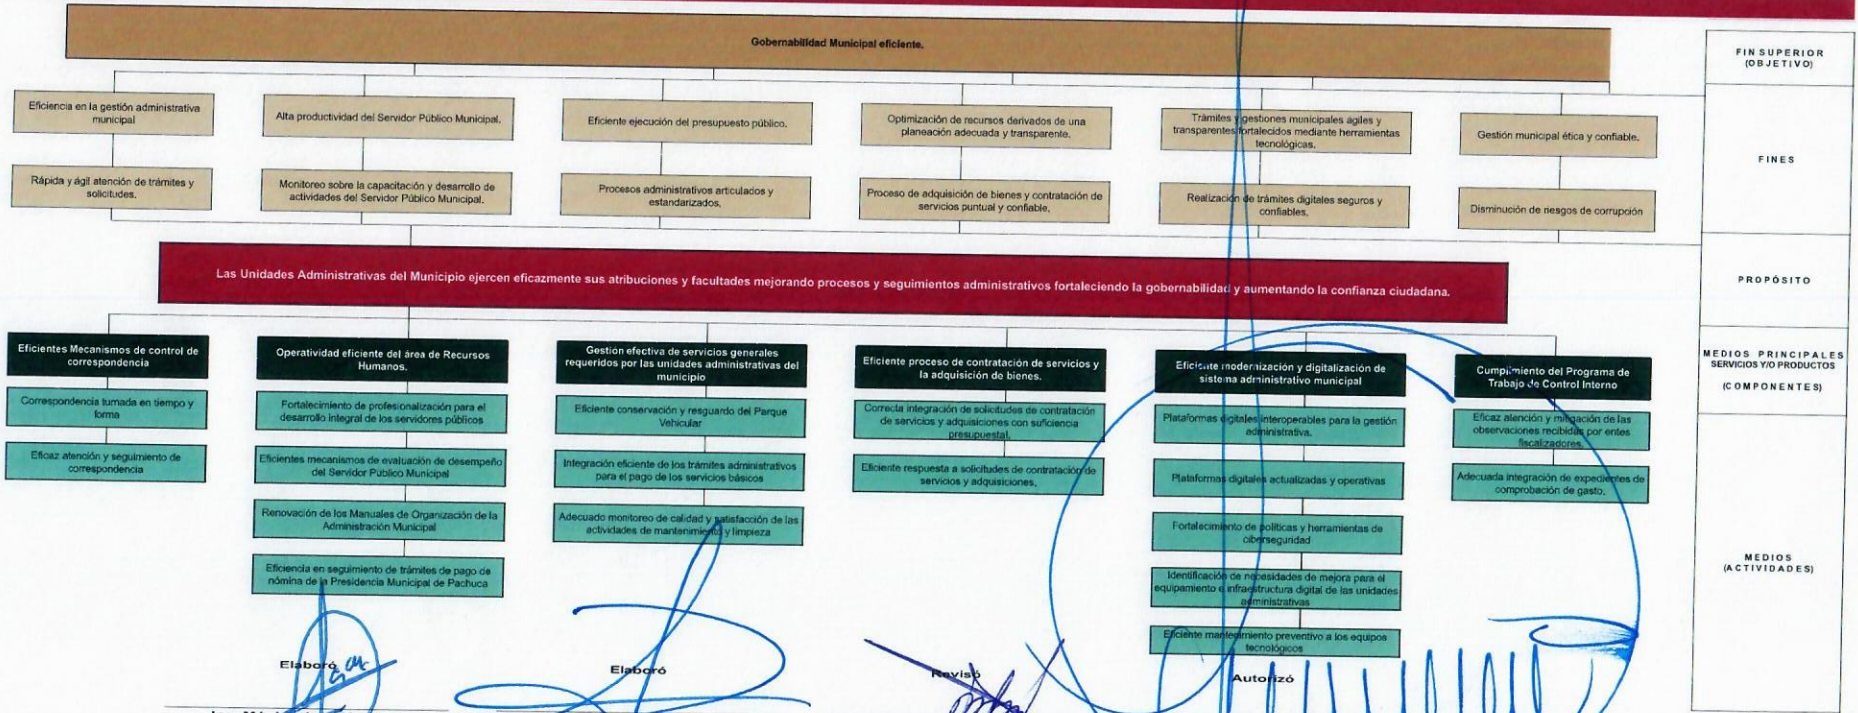 Gobernabilidad Municipal eficiente.
FIN SUPERIOR
(OBJETIVO)
Eficiencia en la gestión administrativa
municipal
Alta productividad del Servidor Público Municipal.
Eficiente ejecución del presupuesto público.
Optimización de recursos derivados de una
planeación adecuada y transparente.
Trámites y gestiones municipales ágiles y
transparentes fortalecidos mediante herramientas
tecnológicas.
Gestión municipal ética y confiable.
FINES
Rápida y ágil atención de trámites y
solicitudes.
Monitoreo sobre la capacitación y desarrollo de
actividades del Servidor Público Municipal.
Procesos administrativos articulados y
estandarizados.
Proceso de adquisición de bienes y contratación de
servicios puntual y confiable.
Realización de trámites digitales seguros y
confiables.
Disminución de riesgos de corrupción
Las Unidades Administrativas del Municipio ejercen eficazmente sus atribuciones y facultades mejorando procesos y seguimientos administrativos fortaleciendo la gobernabilidad y aumentando la confianza ciudadana.
PROPÓSITO
Eficientes Mecanismos de control de
correspondencia
Operatividad eficiente del área de Recursos
Humanos.
Gestión efectiva de servicios generales
requeridos por las unidades administrativas del
municipio
Eficiente proceso de contratación de servicios y
la adquisición de bienes.
Eficiente modernización y digitalización de
sistema administrativo municipal
Cumplimiento del Programa de
Trabajo de Control Interno
MEDIOS PRINCIPALES
SERVICIOS Y/O PRODUCTOS
(COMPONENTES)
Correspondencia turnada en tiempo y
forma
Eficaz atención y seguimiento de
correspondencia
Fortalecimiento de profesionalización para el
desarrollo integral de los servidores públicos
Eficientes mecanismos de evaluación de desempeño
del Servidor Público Municipal
Renovación de los Manuales de Organización de la
Administración Municipal
Eficiencia en seguimiento de trámites de pago de
nómina de la Presidencia Municipal de Pachuca
Eficiente conservación y resguardo del Parque
Vehicular
Integración eficiente de los trámites administrativos
para el pago de los servicios básicos
Adecuado monitoreo de calidad y satisfacción de las
actividades de mantenimiento y limpieza
Correcta integración de solicitudes de contratación
de servicios y adquisiciones con suficiencia
presupuestal.
Eficiente respuesta a solicitudes de contratación de
servicios y adquisiciones.
Plataformas digitales interoperables para la gestión
administrativa.
Plataformas digitales actualizadas y operativas
Fortalecimiento de políticas y herramientas de
ciberseguridad
Identificación de necesidades de mejora para el
equipamiento e infraestructura digital de las unidades
administrativas
Eficiente mantenimiento preventivo a los equipos
tecnológicos
Eficaz atención y mitigación de las
observaciones recibidas por entes
fiscalizadores.
Adecuada integración de expedientes de
comprobación de gasto.
MEDIOS
(ACTIVIDADES)
Elaboró
Elaboró
Revisó
Autorizó